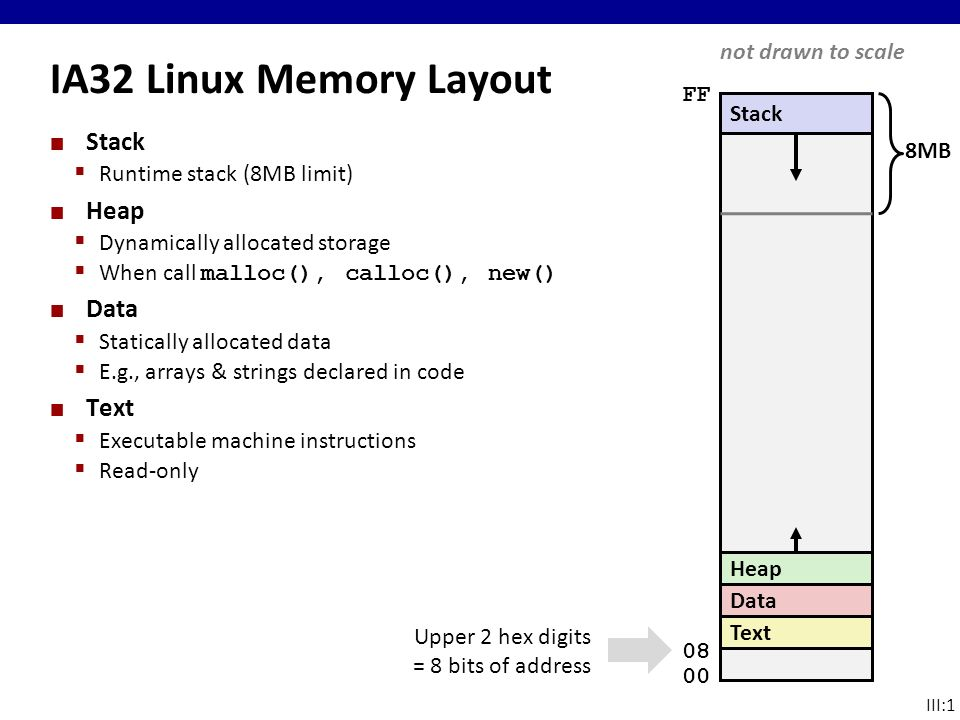 not drawn to scale
IA32 Linux Memory Layout
■ Stack
▪ Runtime stack (8MB limit)
■ Heap
▪ Dynamically allocated storage
▪ When call malloc(), calloc(), new()
■ Data
▪ Statically allocated data
▪ E.g., arrays & strings declared in code
■ Text
▪ Executable machine instructions
▪ Read-only
FF
Stack
8MB
Heap
Data
Text
Upper 2 hex digits
= 8 bits of address
08
00
III:1